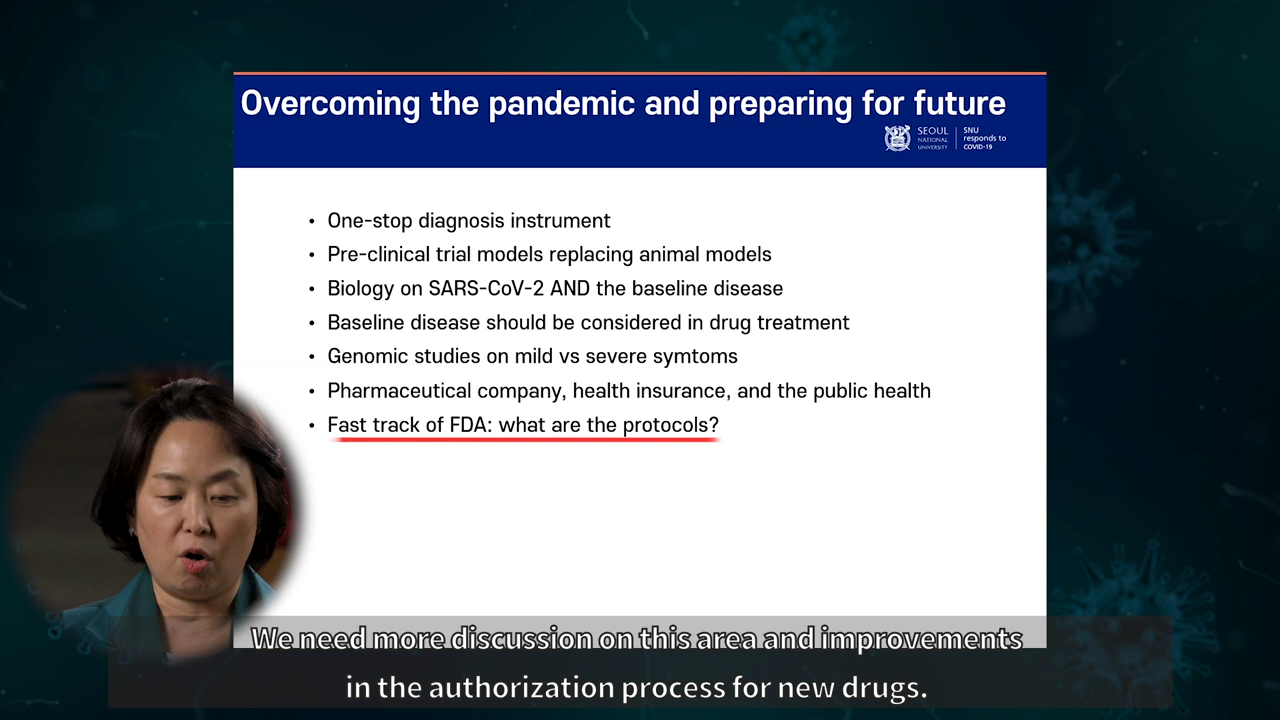 Overcoming the pandemic and preparing for future
SEOUL
NATIONAL
UNIVERSITY
SNU
responds to
COVID-19
• One-stop diagnosis instrument
• Pre-clinical trial models replacing animal models
• Biology on SARS-CoV-2 AND the baseline disease
• Baseline disease should be considered in drug treatment
• Genomic studies on mild vs severe symtoms
• Pharmaceutical company, health insurance, and the public health
• Fast track of FDA: what are the protocols?
We need more discussion on this area and improvements
in the authorization process for new drugs.